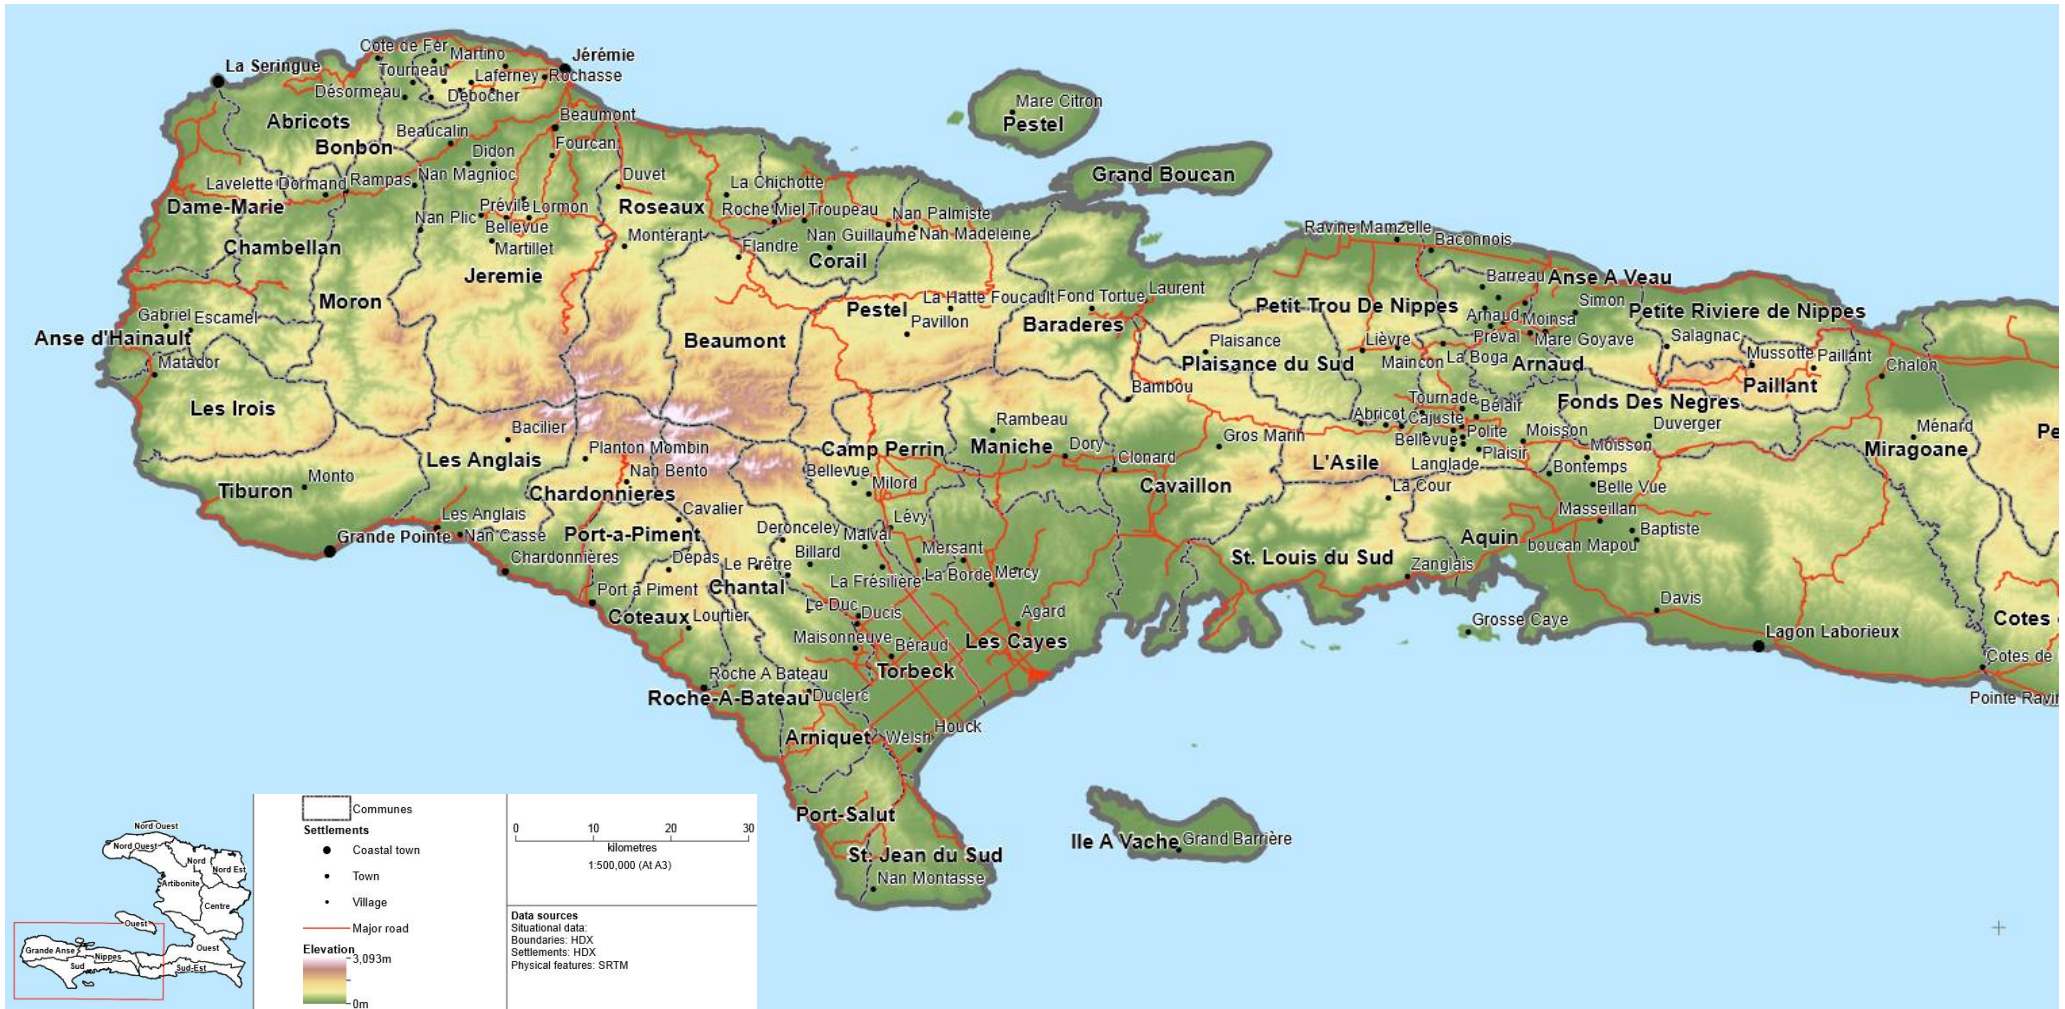 Cote de Fer
Martino
Jérémie
La Seringue
Tourneau
Laferney
Rochasse
Désormeau
Débocher
Mare Citron
Pestel
Abricots
Beaumont
Beaucalin
Bonbon
Fourcan
Didon
Grand Boucan
Nan Magnioc
Duvet
Lavelette
Dormand
Rampas
La Chichotte
Dame-Marie
Prévile
Lormon
Roseaux
Roche Miel
Troupeau
Nan Palmiste
Nan Plic
Bellevue
Ravine Mamzelle
Montérant
Nan Guillaume
Nan Madeleine
Baconnois
Chambellan
Martillet
Flandre
Corail
Jeremie
Barreau
Anse A Veau
Laurent
Moron
La Hatte Foucault
Fond Tortue
Simon
Petit Trou De Nippes
Gabriel
Escamel
Pestel
Petite Riviere de Nippes
Pavillon
Baraderes
Arnaud
Moinsa
Anse d'Hainault
Beaumont
Plaisance
Lièvre
Préval
Mare Goyave
Salagnac
Matador
Plaisance du Sud
Maincon
La Boga
Arnaud
Mussotte
Paillant
Chalon
Bambou
Paillant
Les Irois
Tournade
Bélair
Fonds Des Negres
Rambeau
Abricot
Cajuste
Duverger
Ménard
Bacilier
Gros Marin
Bellevue
Polite
Moisson
Moisson
Pe
Planton Mombin
Camp Perrin
Maniche
Dory
Plaisir
Miragoane
Les Anglais
Nan Bento
Bellevue
Clonard
L'Asile
Langlade
Bontemps
Monto
Milord
Cavaillon
La Cour
Belle Vue
Tiburon
Chardonnieres
Les Anglais
Cavalier
Lévy
Masseillan
Grande Pointe
Nan Casse
Port-a-Piment
Deronceley
Malval
Aquin
Baptiste
Chardonnières
Dépas
Le Prêtre
Billard
Mersant
St. Louis du Sud
boucan Mapou
La Frésilière
La Borde
Mercy
Zanglais
Port à Piment
Chantal
Davis
Coteaux
Lourtier
Le Duc
Ducis
Agard
Grosse Caye
Cotes
Maisonneuve
Béraud
Les Cayes
Lagon Laborieux
Torbeck
Cotes de
Roche A Bateau
Roche-A-Bateau
Duclerc
Arniquet
Welsh
Houck
Port-Salut
Ile A Vache
Grand Barrière
St. Jean du Sud
Nan Montasse
Nord Ouest
Nord Ouest
Nord
Nord Est
Artibonite
Centre
Ouest
Grande Anse
Nippes
Ouest
Sud
Sud-Est
Communes
Settlements
Coastal town
Town
Village
Major road
Elevation
3,093m
0m
0 10 20 30
kilometres
1:500,000 (At A3)
Data sources
Situational data:
Boundaries: HDX
Settlements: HDX
Physical features: SRTM